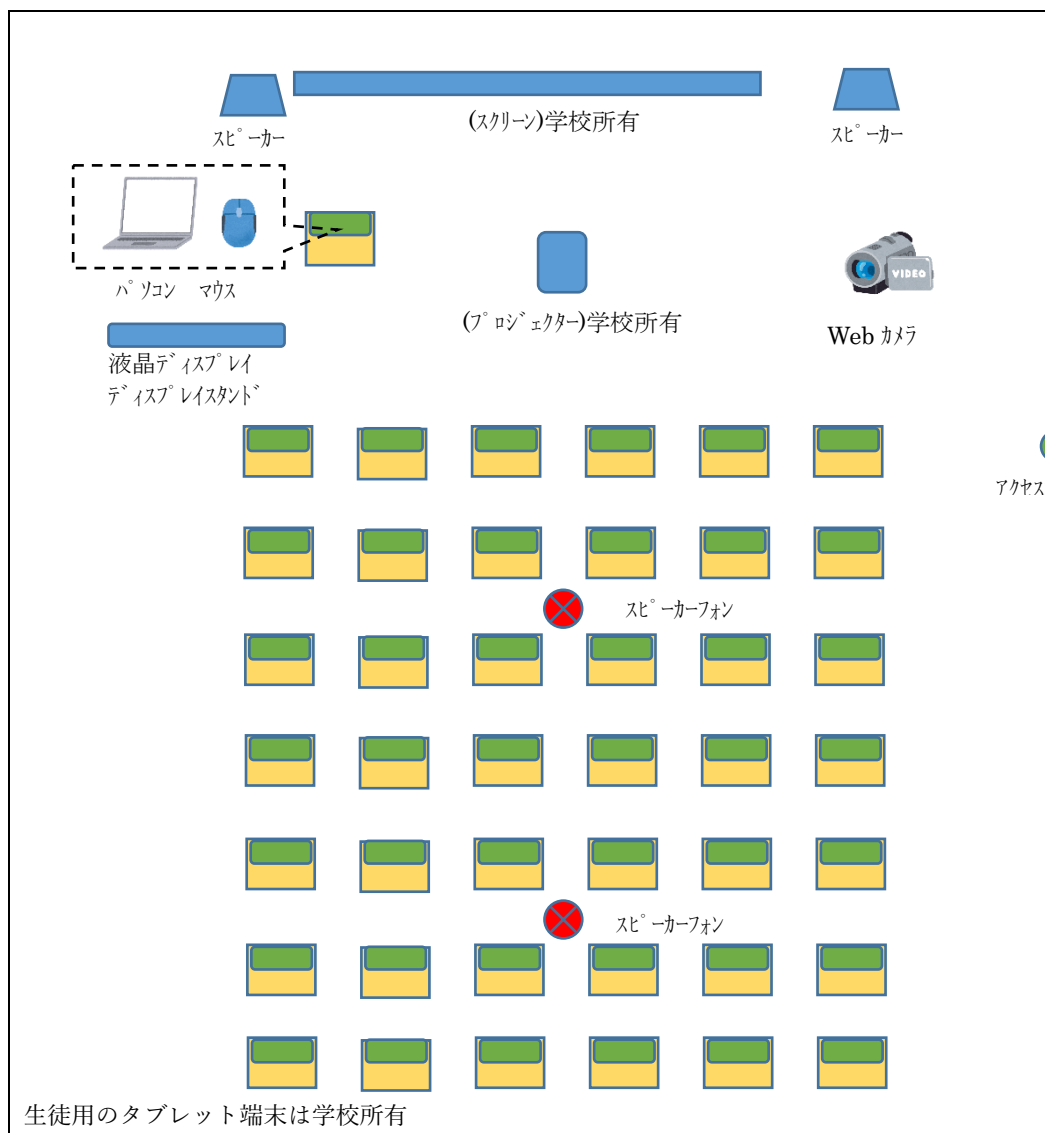 (ｽｸﾘｰﾝ)学校所有
ｽﾋﾟｰｶｰ
ｽﾋﾟｰｶｰ
VIDEO
ﾊﾟｿｺﾝ ﾏｳｽ
(ﾌﾟﾛｼﾞｪｸﾀｰ)学校所有
Web ｶﾒﾗ
液晶ﾃﾞｨｽﾌﾟﾚｲ
ﾃﾞｨｽﾌﾟﾚｲｽﾀﾝﾄﾞ
ｱｸｾｽ
ｽﾋﾟｰｶｰﾌｫﾝ
ｽﾋﾟｰｶｰﾌｫﾝ
生徒用のタブレット端末は学校所有